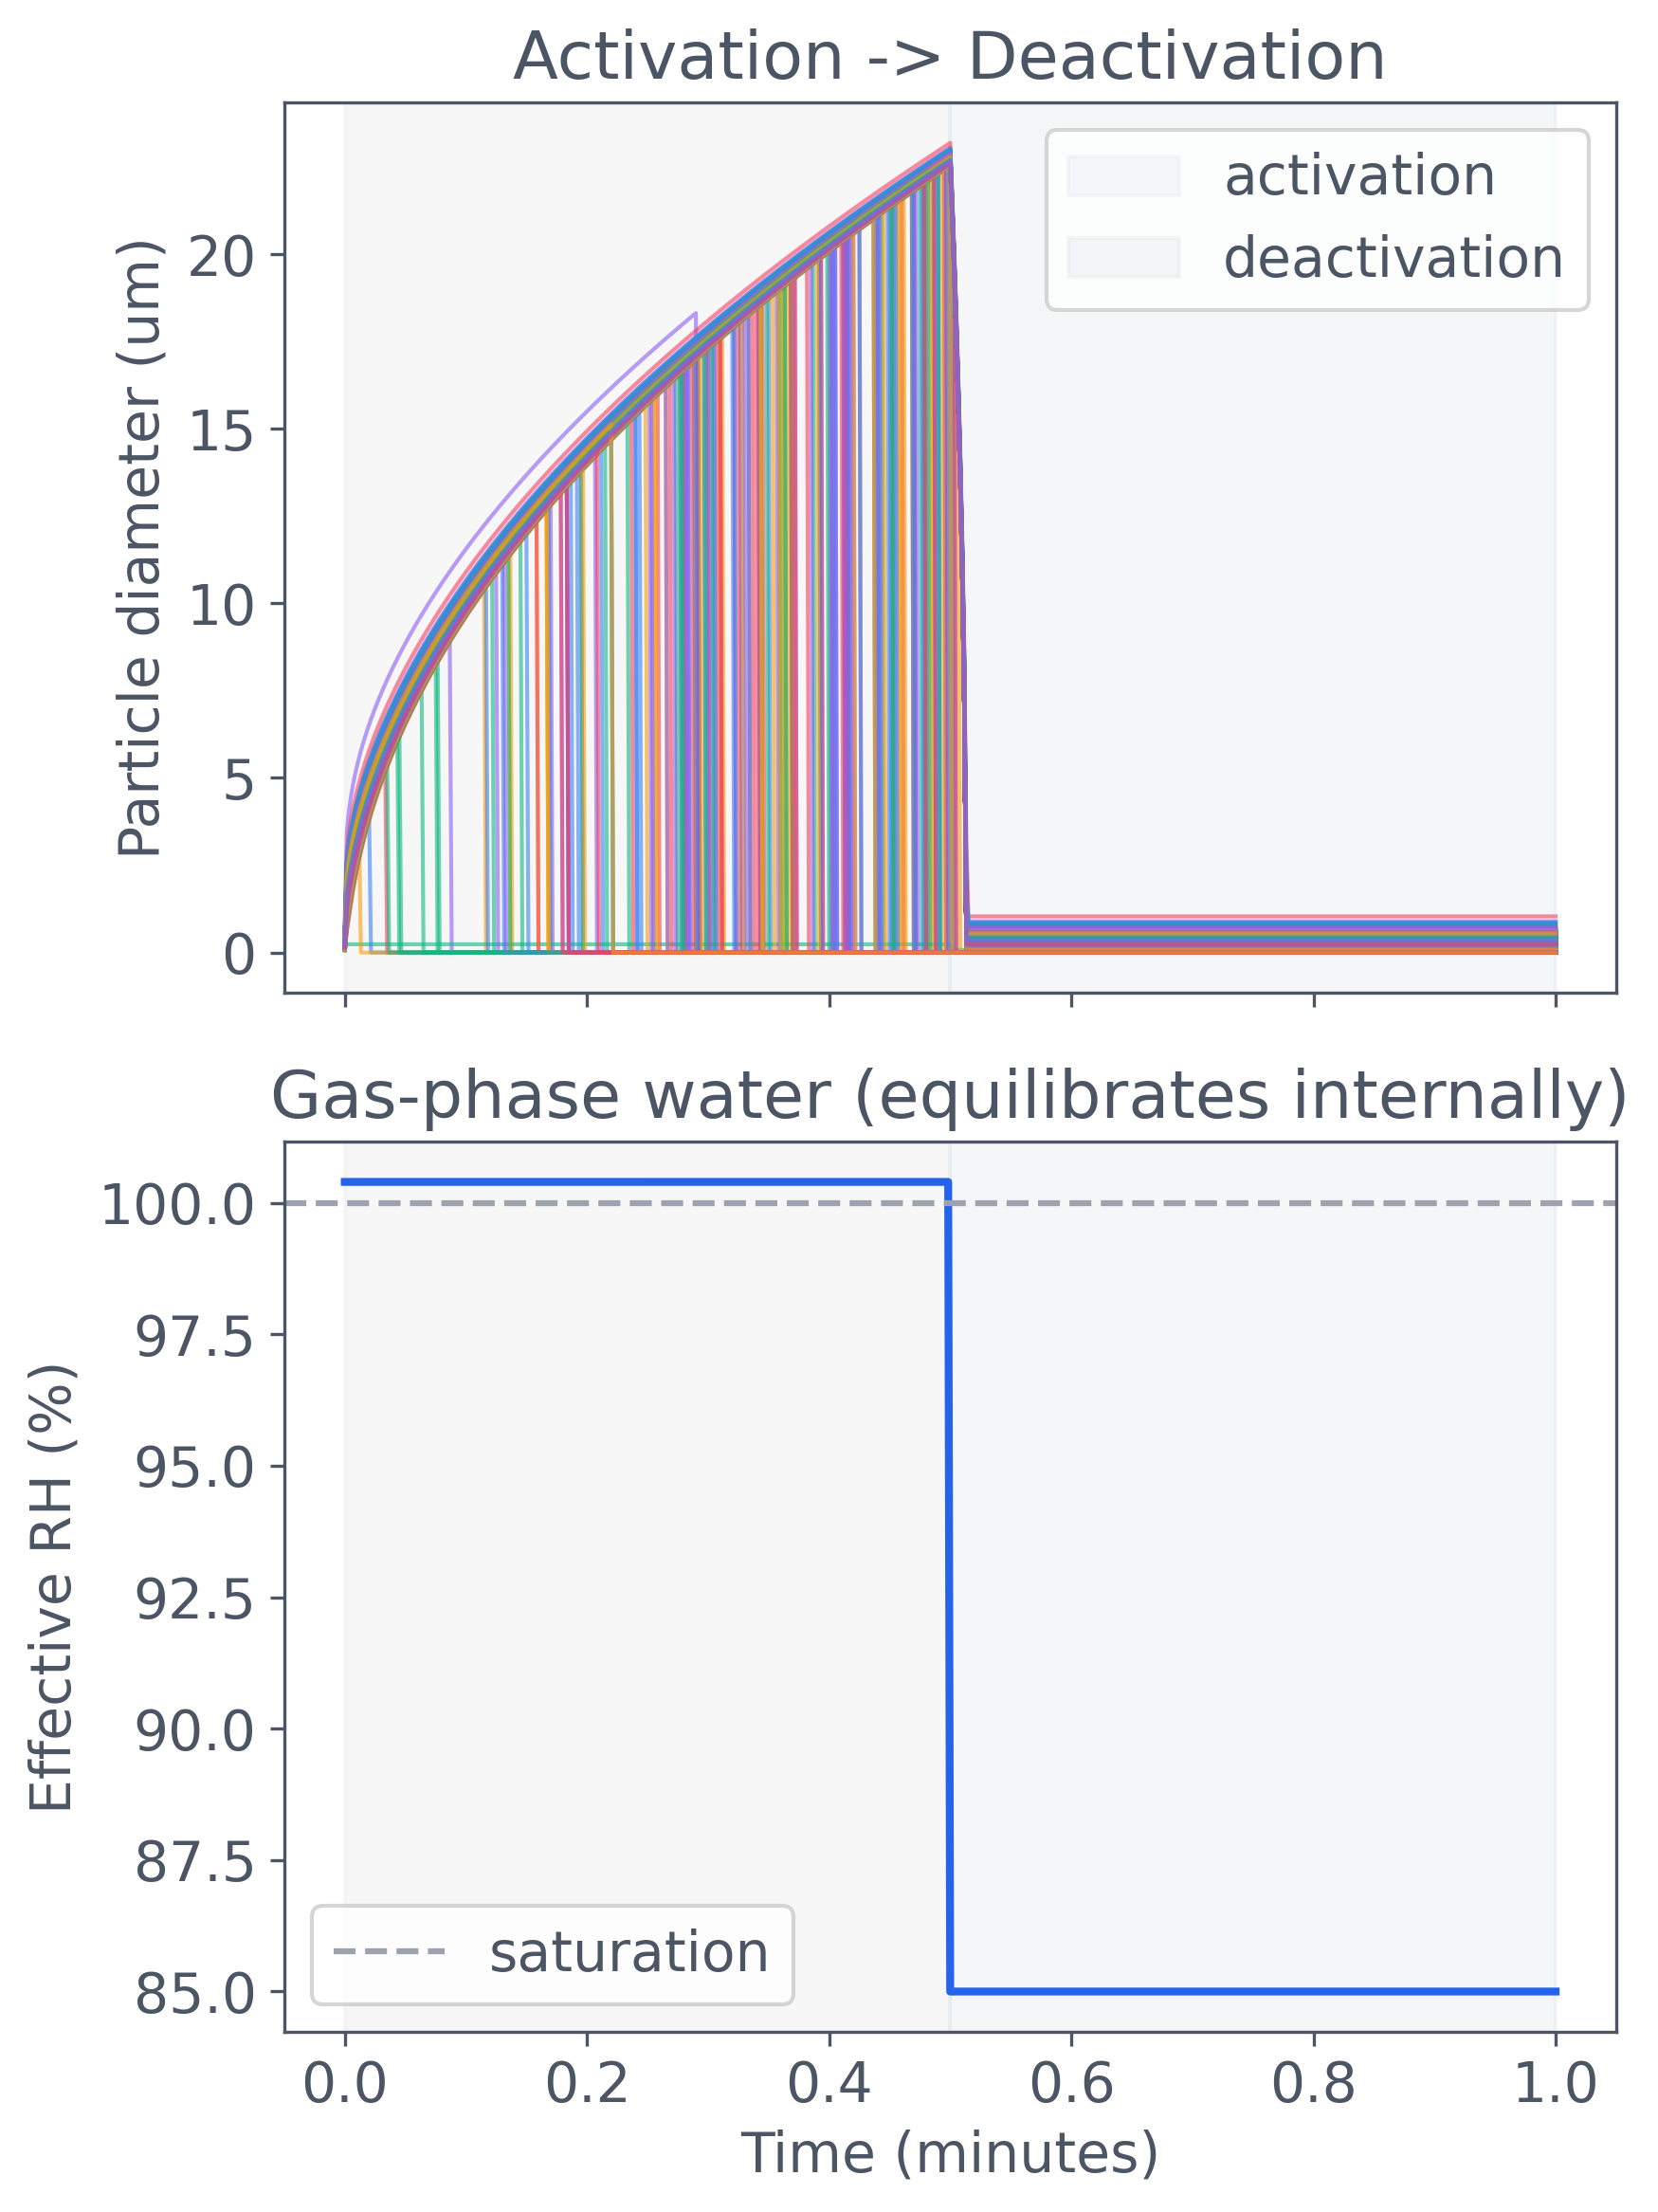 Activation -> Deactivation
Particle diameter (um)
20
15
10
5
0
activation
deactivation
Gas-phase water (equilibrates internally)
Effective RH (%)
100.0
97.5
95.0
92.5
90.0
87.5
85.0
saturation
0.0 0.2 0.4 0.6 0.8 1.0
Time (minutes)